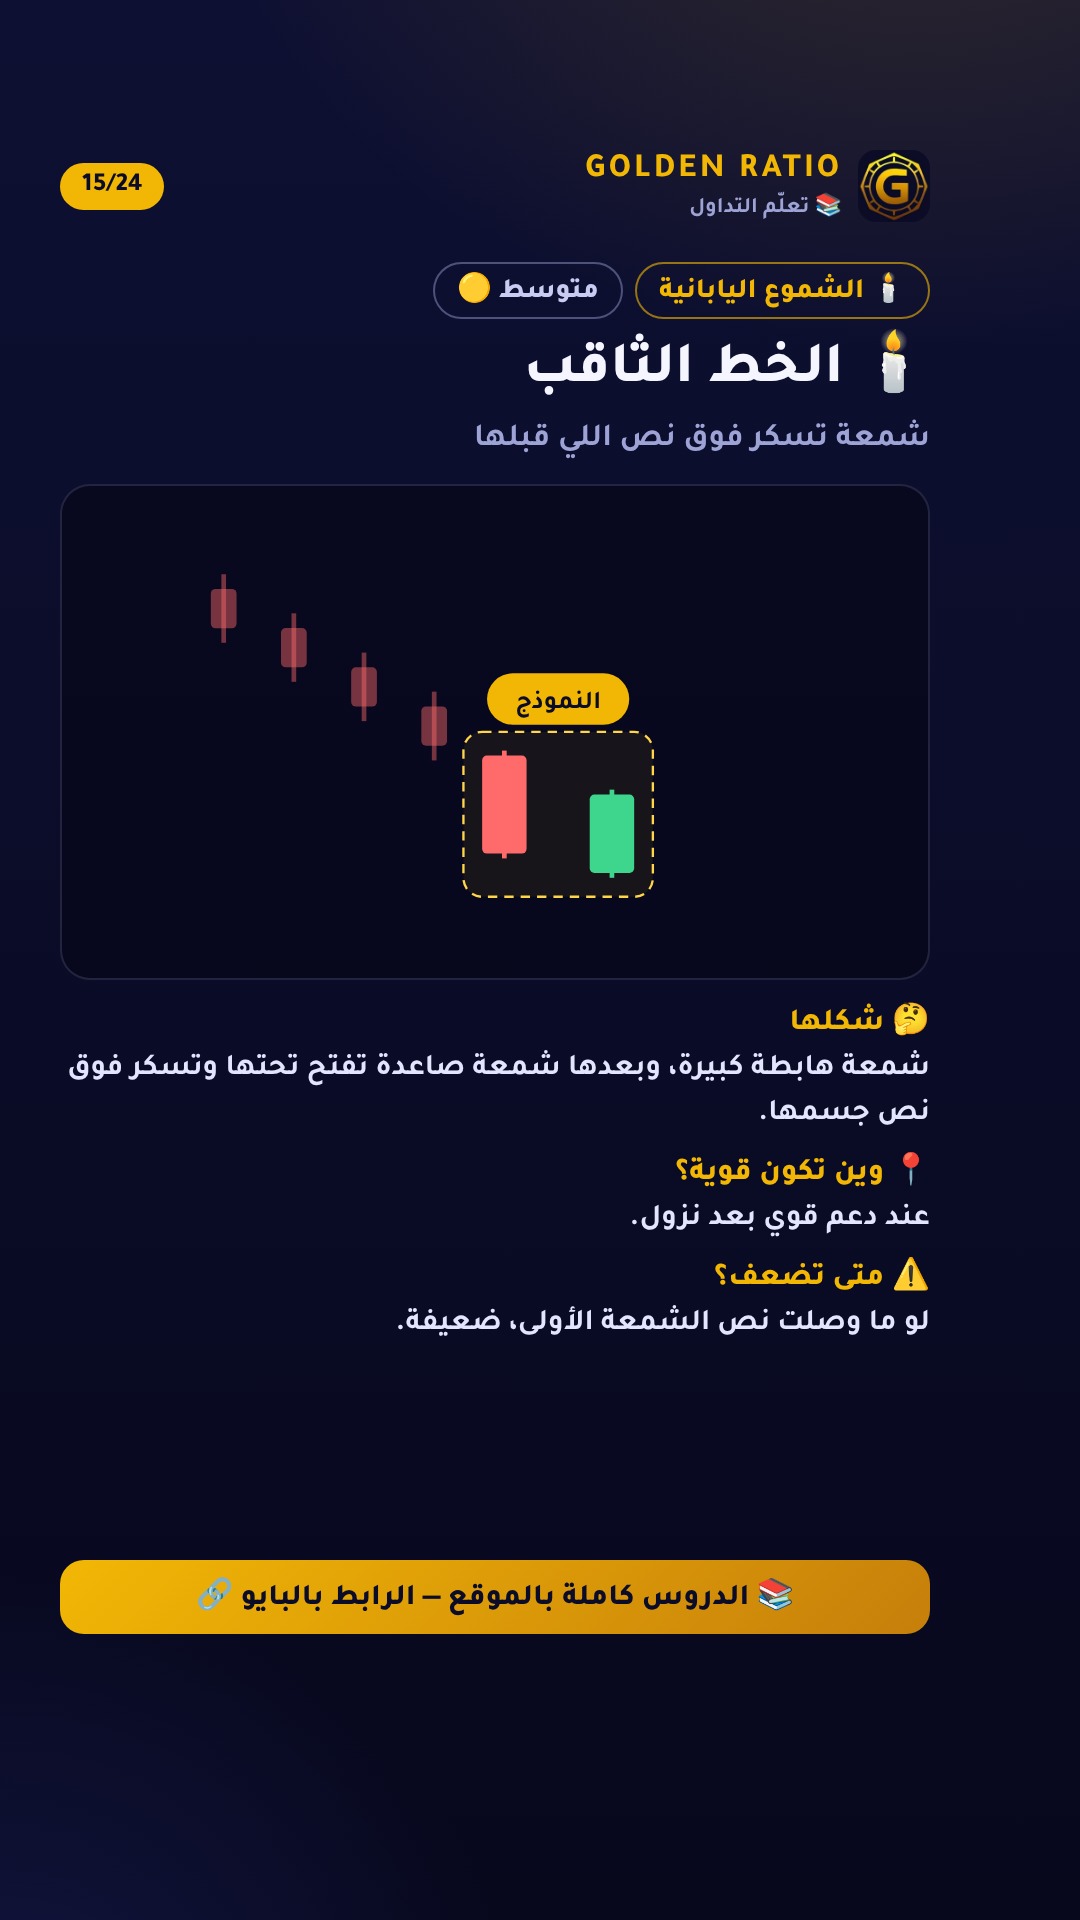 GOLDEN RATIO
📚 تعلّم التداول
15/24
🕯️ الشموع اليابانية
متوسط 🟡
🕯️ الخط الثاقب
شمعة تسكر فوق نص اللي قبلها
النموذج
🤔 شكلها
شمعة هابطة كبيرة، وبعدها شمعة صاعدة تفتح تحتها وتسكر فوق
نص جسمها.
📍 وين تكون قوية؟
عند دعم قوي بعد نزول.
⚠️ متى تضعف؟
لو ما وصلت نص الشمعة الأولى، ضعيفة.
📚 الدروس كاملة بالموقع — الرابط بالبايو 🔗